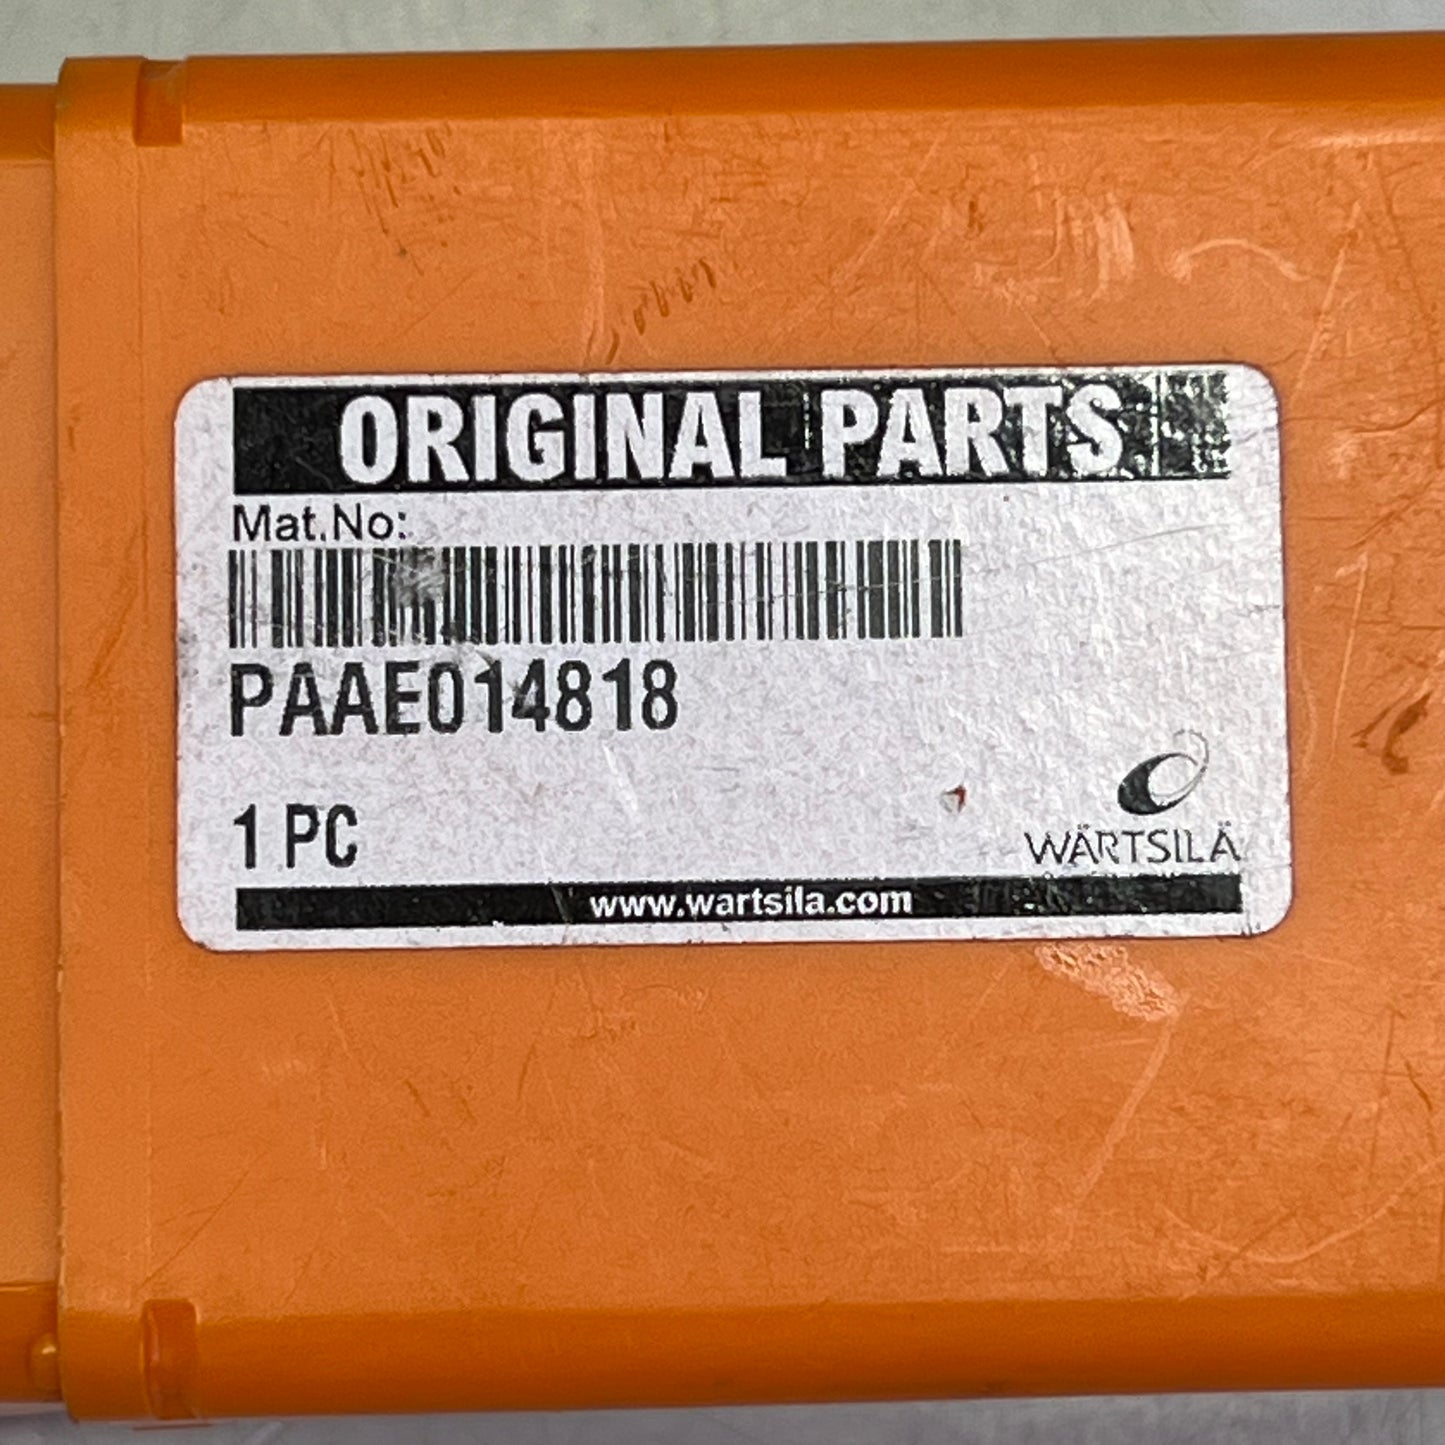 ORIGINAL PARTS
Mat.No:
PAAE014818
1 PC
WÄRTSILÄ
www.wartsila.com